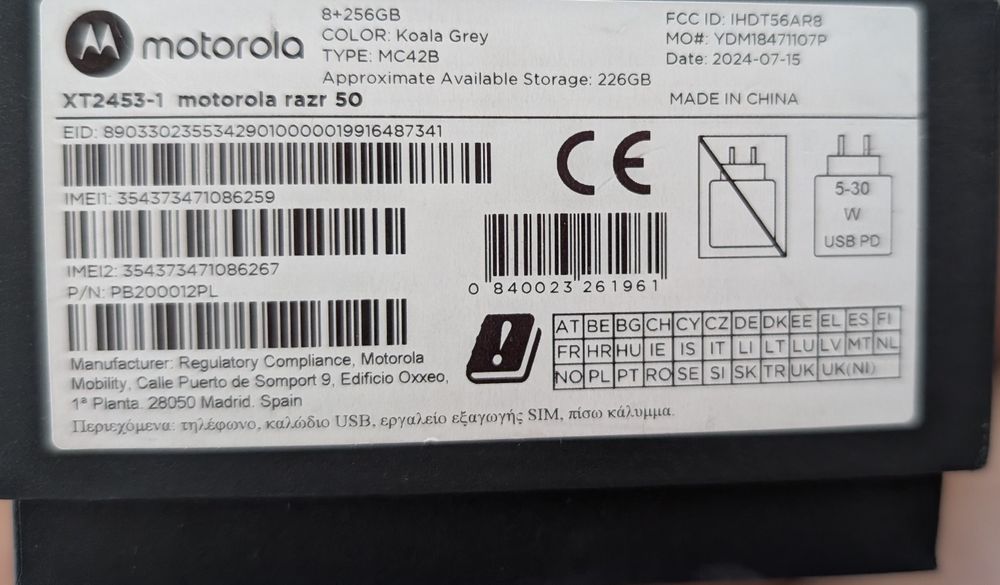 motorola
8+256GB
COLOR: Koala Grey
TYPE: MC42B
Approximate Available Storage: 226GB
FCC ID: IHDT56AR8
MO#: YDM18471107P
Date: 2024-07-15
MADE IN CHINA
XT2453-1 motorola razr 50
EID: 89033023553429010000019916487341
IMEI1: 354373471086259
IMEI2: 354373471086267
P/N: PB200012PL
CE
0 840023 261961
5-30
W
USB PD
AT BE BG CH CY CZ DE DK EE EL ES FI
FR HR HU IE IS IT LI LT LU LV MT NL
NO PL PT RO SE SI SK TR UK UK(NI)
Manufacturer: Regulatory Compliance, Motorola
Mobility, Calle Puerto de Somport 9, Edificio Oxxeo,
1ª Planta. 28050 Madrid. Spain
Περιεχόμενα: τηλέφωνο, καλώδιο USB, εργαλείο εξαγωγής SIM, πίσω κάλυμμα.